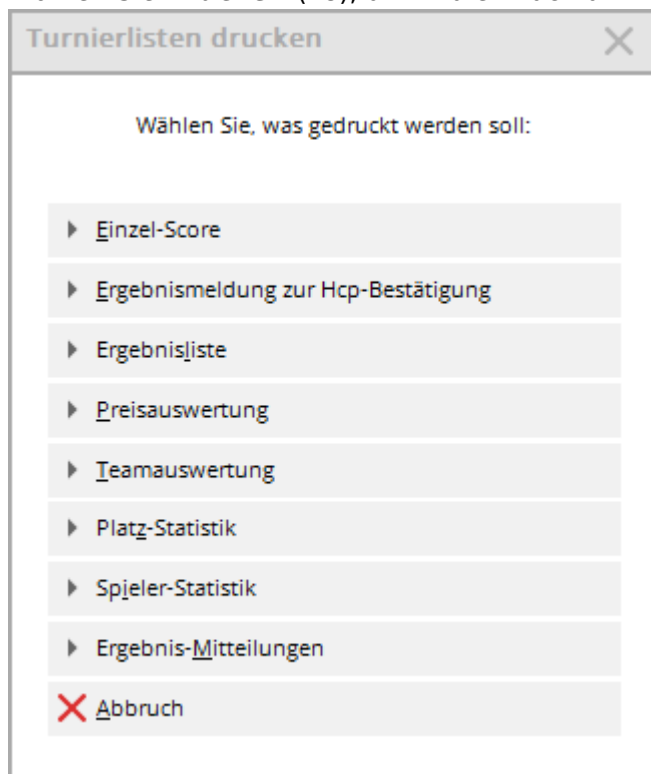 Turnierlisten drucken
Wählen Sie, was gedruckt werden soll:
Einzel-Score
Ergebnismeldung zur Hcp-Bestätigung
Ergebnisliste
Preisauswertung
Teamauswertung
Platz-Statistik
Spieler-Statistik
Ergebnis-Mitteilungen
Abbruch